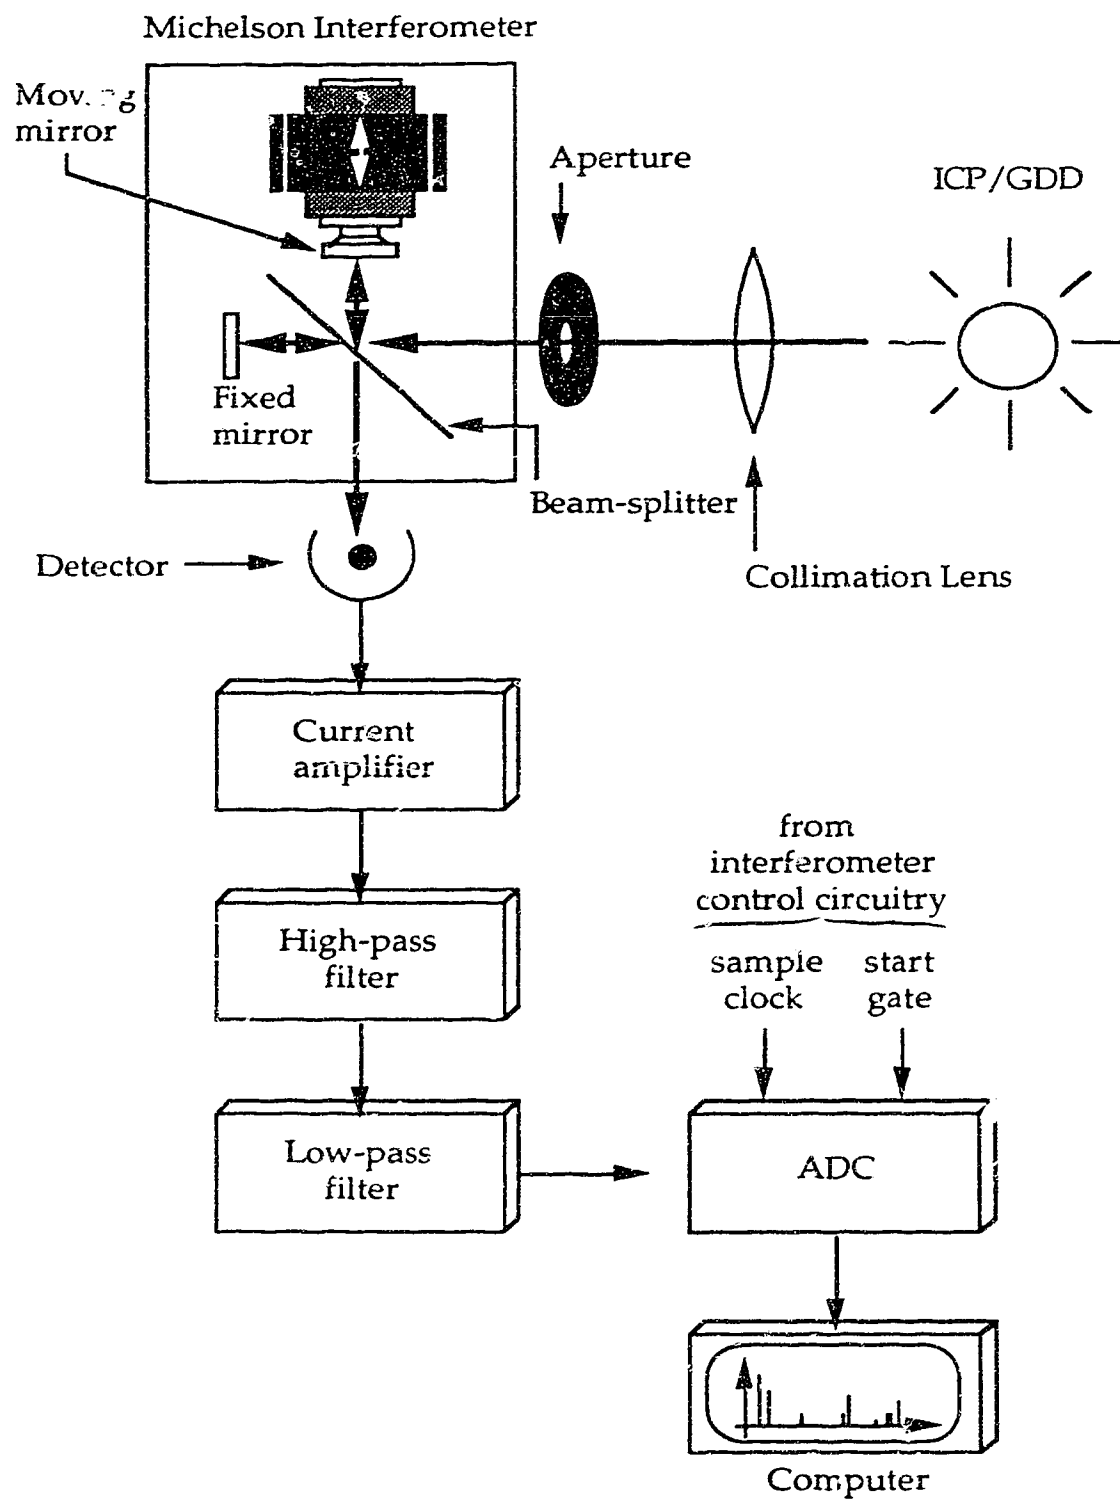 Michelson Interferometer
mirror
Aperture
ICP/GDD
Fixed
mirror
Beam-splitter
Detector
Collimation Lens
Current
amplifier
from
interferometer
control circuitry
High-pass
filter
sample
clock
start
gate
Low-pass
filter
ADC
Computer